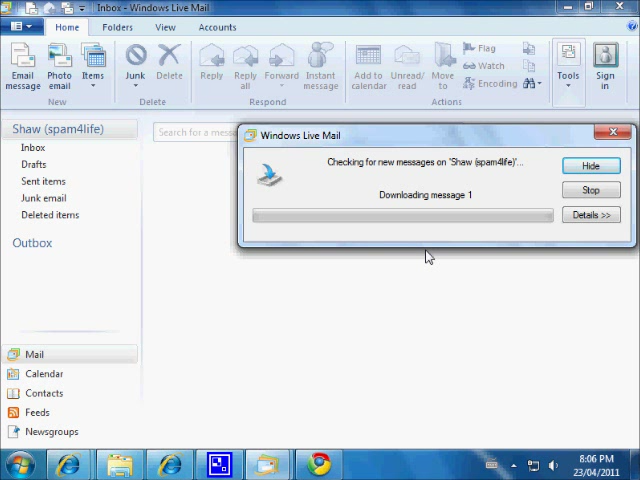 Inbox - Windows Live Mail
Home Folders View Accounts
Email message
Photo email
Items
New
Junk
Delete
Delete
Reply
Reply all
Forward
Instant message
Respond
Add to calendar
Unread/ read
Move to
Flag
Watch
Encoding
Actions
Tools
Sign in
Shaw (spam4life)
Inbox
Drafts
Sent items
Junk email
Deleted items
Outbox
Mail
Calendar
Contacts
Feeds
Newsgroups
Search for a messa
Windows Live Mail
Checking for new messages on 'Shaw (spam4life)'...
Downloading message 1
Hide
Stop
Details >>
8:06 PM
23/04/2011